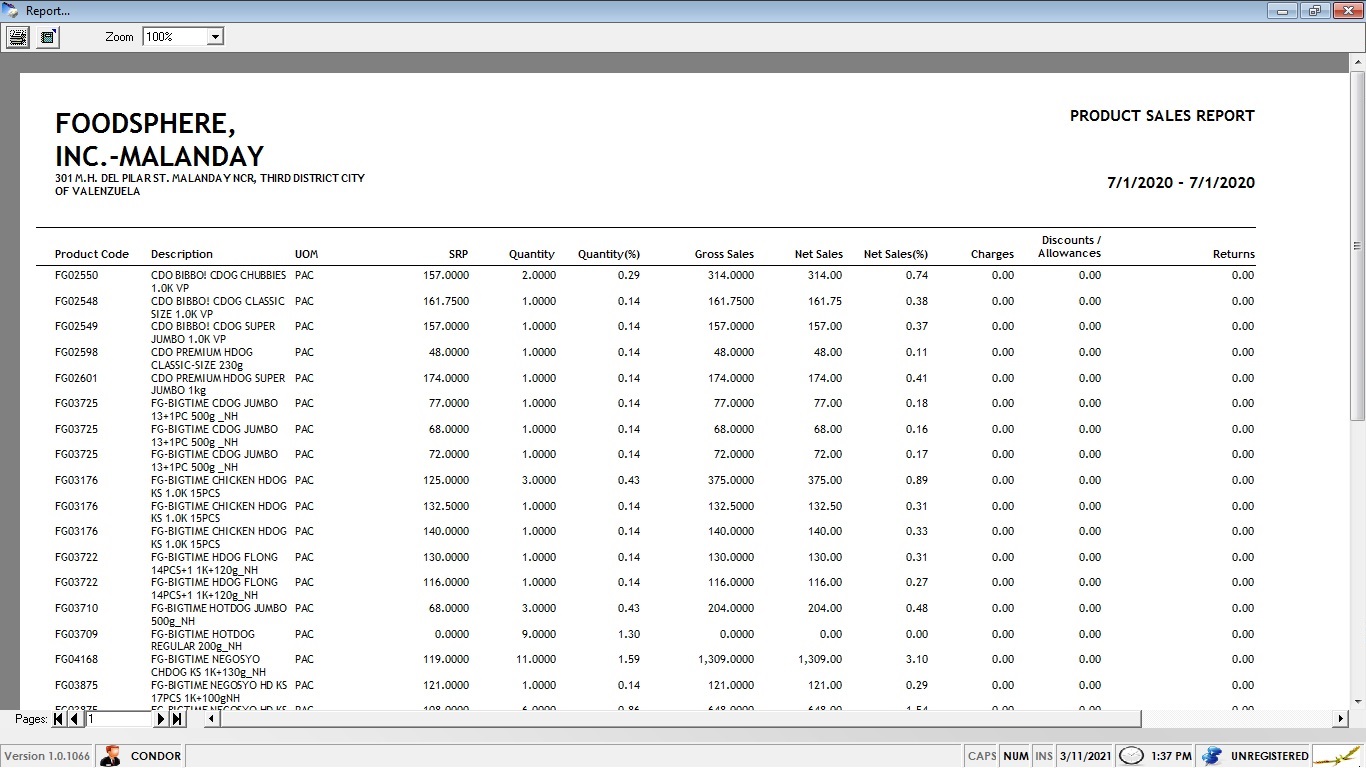 Report...
Zoom 100%
FOODSPHERE,
INC.-MALANDAY
301 M.H. DEL PILAR ST. MALANDAY NCR, THIRD DISTRICT CITY
OF VALENZUELA
PRODUCT SALES REPORT
7/1/2020 - 7/1/2020
Product Code Description UOM SRP Quantity Quantity(%) Gross Sales Net Sales Net Sales(%) Charges Discounts / Allowances Returns
FG02550 CDO BIBBO! CDOG CHUBBIES PAC 157.0000 2.0000 0.29 314.0000 314.00 0.74 0.00 0.00 0.00
1.0K VP
FG02548 CDO BIBBO! CDOG CLASSIC PAC 161.7500 1.0000 0.14 161.7500 161.75 0.38 0.00 0.00 0.00
SIZE 1.0K VP
FG02549 CDO BIBBO! CDOG SUPER PAC 157.0000 1.0000 0.14 157.0000 157.00 0.37 0.00 0.00 0.00
JUMBO 1.0K VP
FG02598 CDO PREMIUM HDOG PAC 48.0000 1.0000 0.14 48.0000 48.00 0.11 0.00 0.00 0.00
CLASSIC-SIZE 230g
FG02601 CDO PREMIUM HDOG SUPER PAC 174.0000 1.0000 0.14 174.0000 174.00 0.41 0.00 0.00 0.00
JUMBO 1kg
FG03725 FG-BIGTIME CDOG JUMBO PAC 77.0000 1.0000 0.14 77.0000 77.00 0.18 0.00 0.00 0.00
13+1PC 500g _NH
FG03725 FG-BIGTIME CDOG JUMBO PAC 68.0000 1.0000 0.14 68.0000 68.00 0.16 0.00 0.00 0.00
13+1PC 500g _NH
FG03725 FG-BIGTIME CDOG JUMBO PAC 72.0000 1.0000 0.14 72.0000 72.00 0.17 0.00 0.00 0.00
13+1PC 500g _NH
FG03176 FG-BIGTIME CHICKEN HDOG PAC 125.0000 3.0000 0.43 375.0000 375.00 0.89 0.00 0.00 0.00
KS 1.0K 15PCS
FG03176 FG-BIGTIME CHICKEN HDOG PAC 132.5000 1.0000 0.14 132.5000 132.50 0.31 0.00 0.00 0.00
KS 1.0K 15PCS
FG03176 FG-BIGTIME CHICKEN HDOG PAC 140.0000 1.0000 0.14 140.0000 140.00 0.33 0.00 0.00 0.00
KS 1.0K 15PCS
FG03722 FG-BIGTIME HDOG FLONG PAC 130.0000 1.0000 0.14 130.0000 130.00 0.31 0.00 0.00 0.00
14PCS+1 1K+120g_NH
FG03722 FG-BIGTIME HDOG FLONG PAC 116.0000 1.0000 0.14 116.0000 116.00 0.27 0.00 0.00 0.00
14PCS+1 1K+120g_NH
FG03710 FG-BIGTIME HOTDOG JUMBO PAC 68.0000 3.0000 0.43 204.0000 204.00 0.48 0.00 0.00 0.00
500g_NH
FG03709 FG-BIGTIME HOTDOG PAC 0.0000 9.0000 1.30 0.0000 0.00 0.00 0.00 0.00 0.00
REGULAR 200g_NH
FG04168 FG-BIGTIME NEGOSYO PAC 119.0000 11.0000 1.59 1,309.0000 1,309.00 3.10 0.00 0.00 0.00
CHDOG KS 1K+130g_NH
FG03875 FG-BIGTIME NEGOSYO HD KS PAC 121.0000 1.0000 0.14 121.0000 121.00 0.29 0.00 0.00 0.00
17PCS 1K+100gNH
FG03875 FG-BIGTIME NEGOSYO HD KS PAC 108.0000 6.0000 0.86 648.0000 648.00 1.54 0.00 0.00 0.00
Pages: 1
Version 1.0.1066 CONDOR CAPS NUM INS 3/11/2021 1:37 PM UNREGISTERED